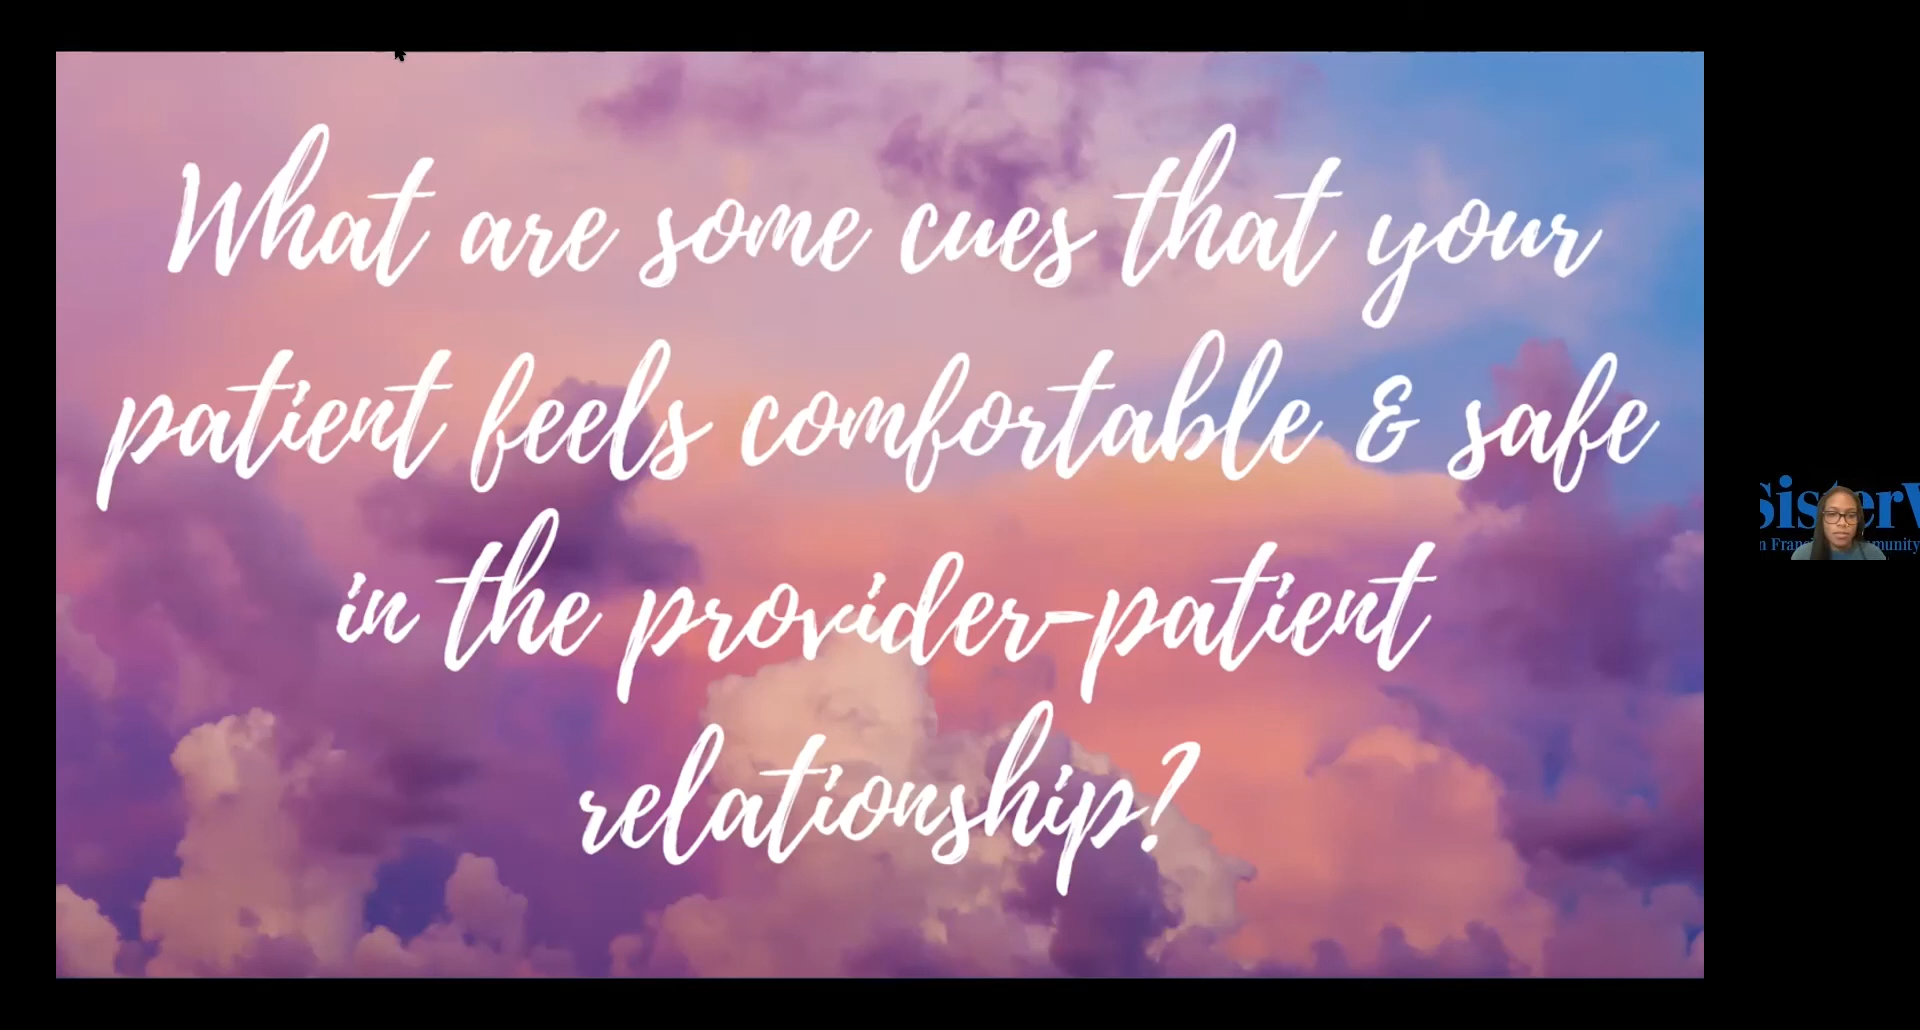 What are some cues that your
patient feels comfortable & safe
in the provider-patient
relationship?